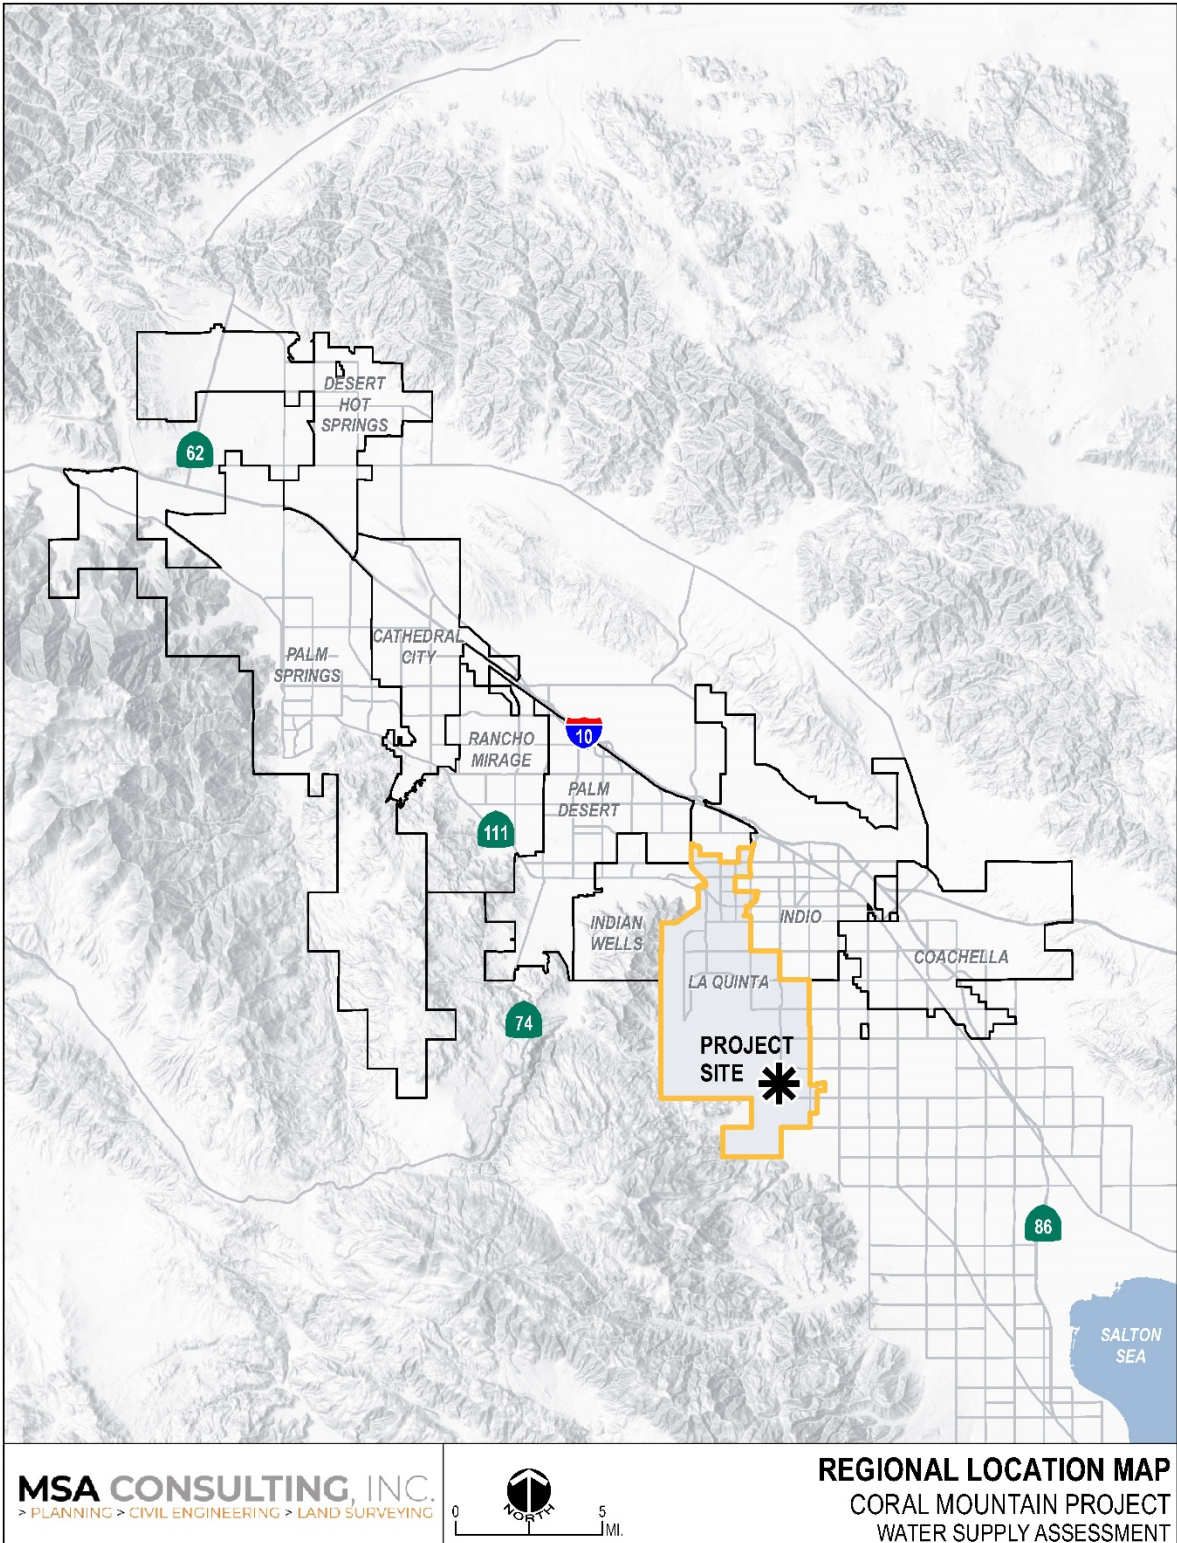 DESERT
HOT
SPRINGS
62
CATHEDRAL
CITY
PALM
SPRINGS
RANCHO
MIRAGE
10
PALM
DESERT
111
INDIAN
WELLS
INDIO
COACHELLA
LA QUINTA
74
PROJECT
SITE
86
SALTON
SEA
MSA CONSULTING, INC.
> PLANNING > CIVIL ENGINEERING > LAND SURVEYING
NORTH
0 5
MI.
REGIONAL LOCATION MAP
CORAL MOUNTAIN PROJECT
WATER SUPPLY ASSESSMENT